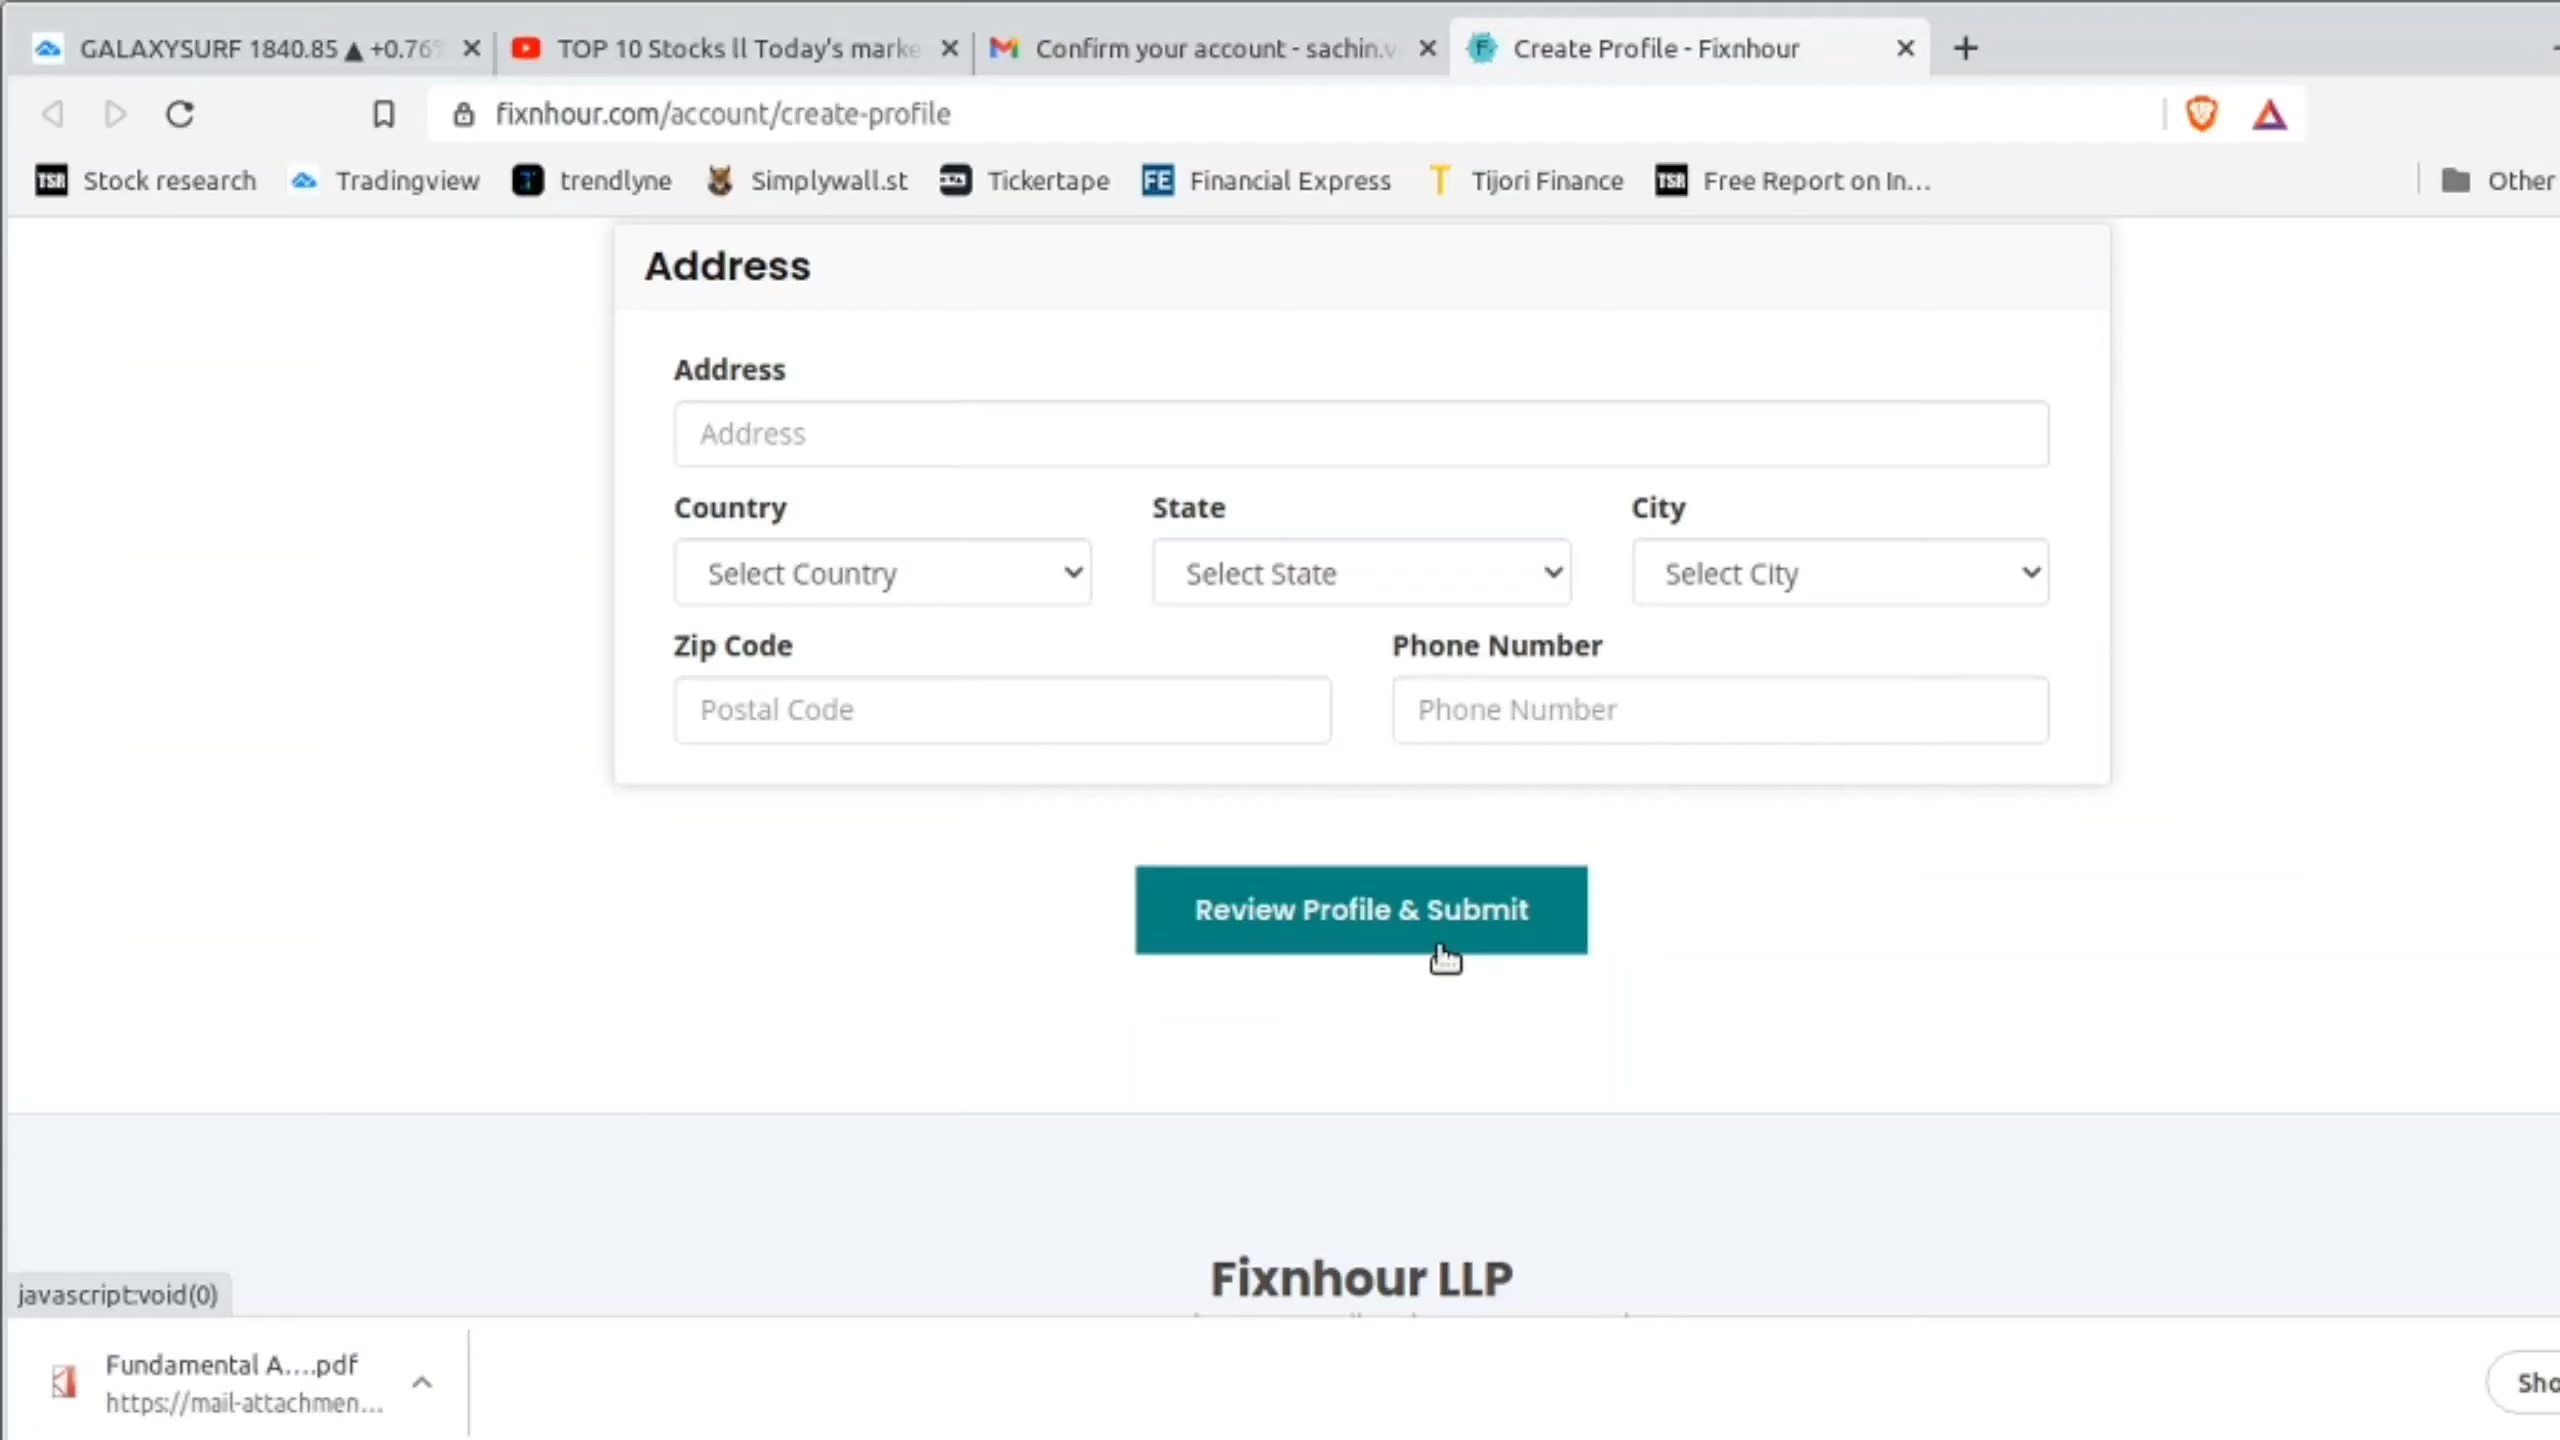 GALAXYSURF 1840.85 ▲ +0.76
TOP 10 Stocks ll Today's marke
Confirm your account - sachin.v
Create Profile - Fixnhour
fixnhour.com/account/create-profile
TSR Stock research
Tradingview
trendlyne
Simplywall.st
Tickertape
FE Financial Express
Tijori Finance
TSR Free Report on In...
Other
Address
Address
Address
Country State City
Select Country Select State Select City
Zip Code Phone Number
Postal Code Phone Number
Review Profile & Submit
Fixnhour LLP
javascript:void(0)
Fundamental A....pdf
https://mail-attachmen...
Sho